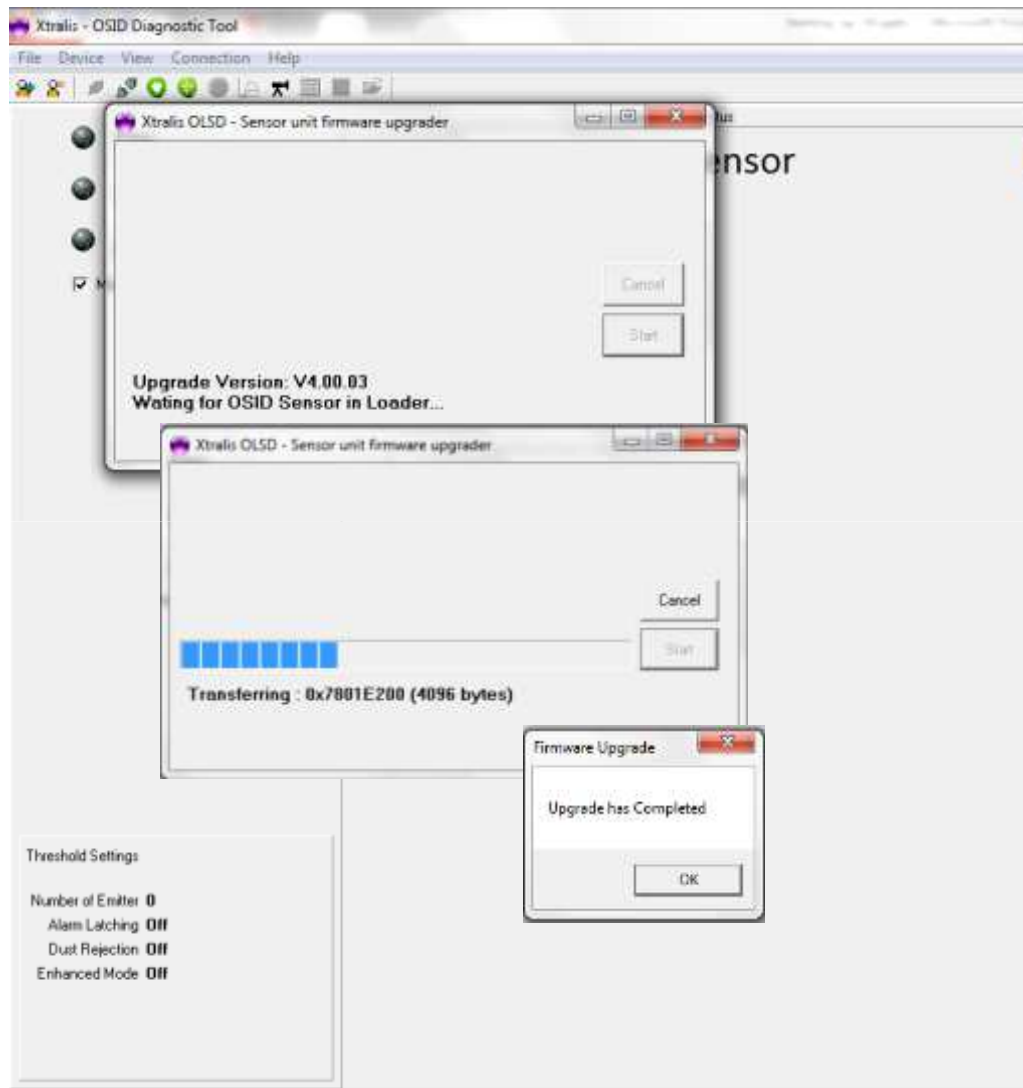 Xtralis - OSID Diagnostic Tool
File Device View Connection Help
Xtralis OLSD - Sensor unit firmware upgrader
ensor
Cancel
Start
Upgrade Version: V4.00.03
Wating for OSID Sensor in Loader...
Xtralis OLSD - Sensor unit firmware upgrader
Cancel
Start
Transferring : 0x7801E200 (4096 bytes)
Firmware Upgrade
Upgrade has Completed
OK
Threshold Settings
Number of Emitter 0
Alarm Latching Off
Dust Rejection Off
Enhanced Mode Off